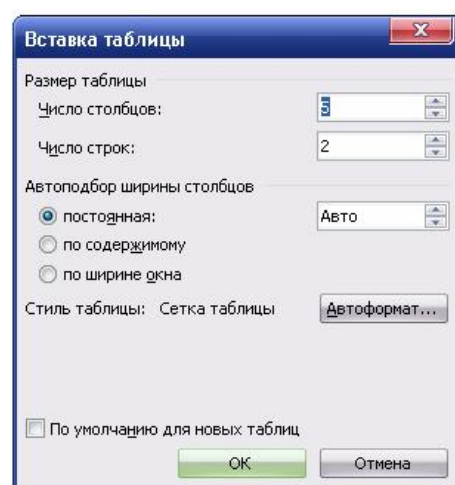 Вставка таблицы
Размер таблицы
Число столбцов: 5
Число строк: 2
Автоподбор ширины столбцов
постоянная: Авто
по содержимому
по ширине окна
Стиль таблицы: Сетка таблицы Автоформат...
По умолчанию для новых таблиц
ОК Отмена